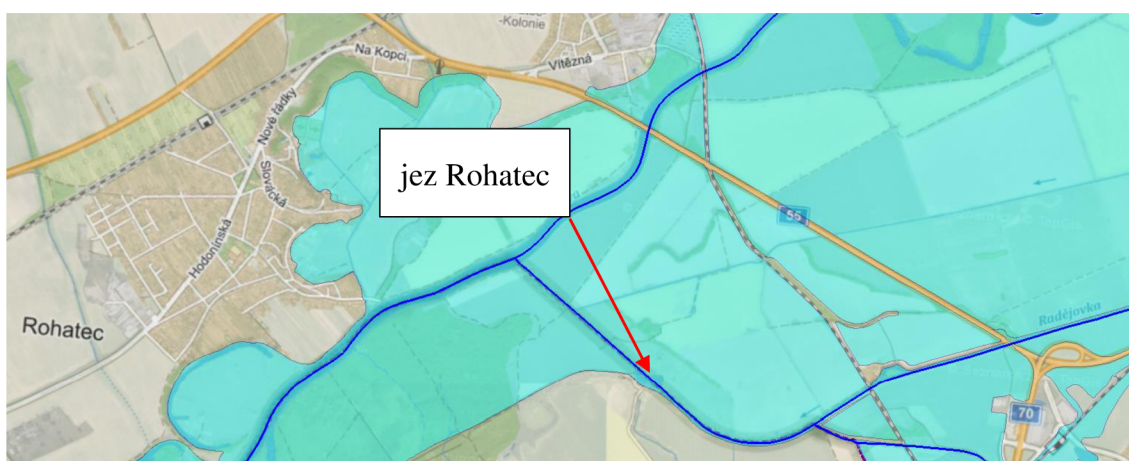 -Kolonie
Na Kopci
Vítězná
Nové řádky
jez Rohatec
Slovácká
55
Hodonínská
Radějovka
Rohatec
70